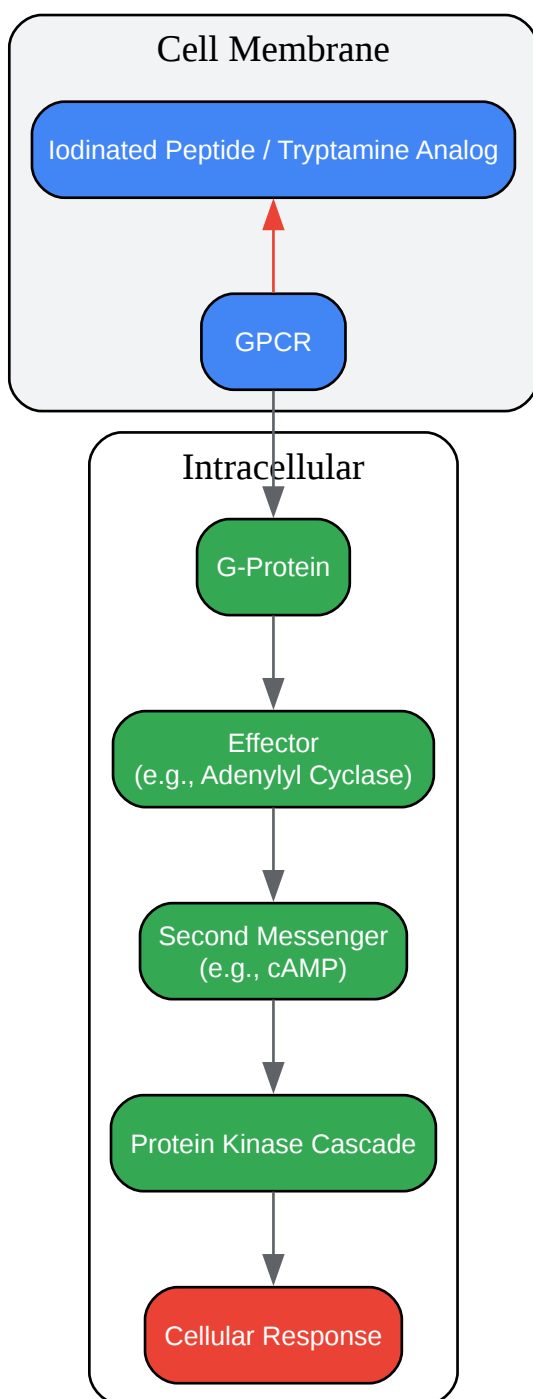 Cell Membrane
Iodinated Peptide / Tryptamine Analog
GPCR
Intracellular
G-Protein
Effector
(e.g., Adenylyl Cyclase)
Second Messenger
(e.g., cAMP)
Protein Kinase Cascade
Cellular Response